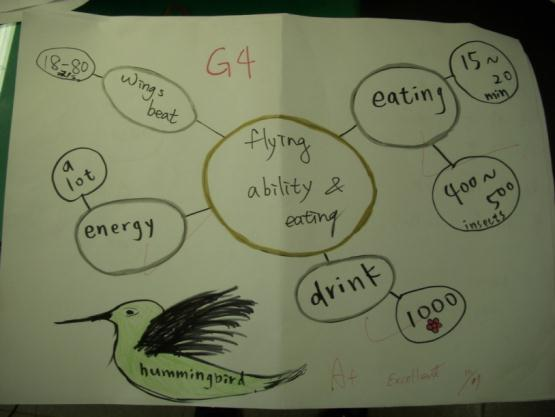 G4
18-80
wings
beat
flying
ability &
eating
eating
15~
20
min
400~
500
insects
a
lot
energy
drink
1000
hummingbird
A+ Excellent